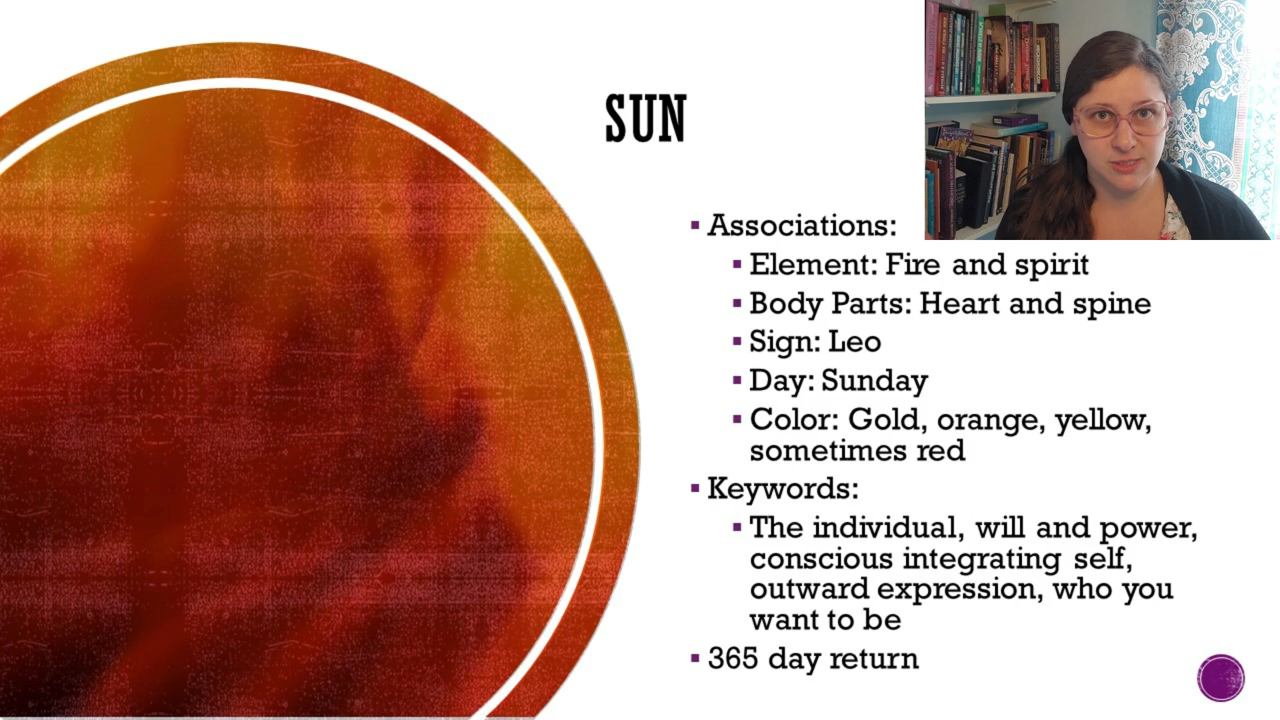 SUN
Associations:
Element: Fire and spirit
Body Parts: Heart and spine
Sign: Leo
Day: Sunday
Color: Gold, orange, yellow,
sometimes red
Keywords:
The individual, will and power,
conscious integrating self,
outward expression, who you
want to be
365 day return